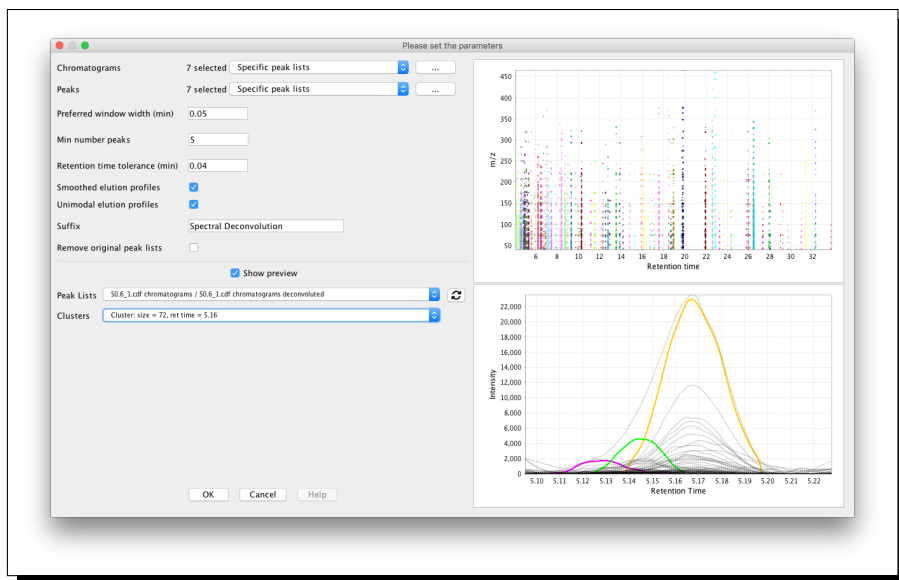 Please set the parameters
Chromatograms 7 selected Specific peak lists ...
Peaks 7 selected Specific peak lists ...
Preferred window width (min) 0.05
Min number peaks 5
Retention time tolerance (min) 0.04
Smoothed elution profiles
Unimodal elution profiles
Suffix Spectral Deconvolution
Remove original peak lists
Show preview
Peak Lists S0.6_1.cdf chromatograms / S0.6_1.cdf chromatograms deconvoluted
Clusters Cluster: size = 72, ret time = 5.16
OK Cancel Help
m/z
450
400
350
300
250
200
150
100
50
6 8 10 12 14 16 18 20 22 24 26 28 30 32
Retention time
Intensity
22,000
20,000
18,000
16,000
14,000
12,000
10,000
8,000
6,000
4,000
2,000
0
5.10 5.11 5.12 5.13 5.14 5.15 5.16 5.17 5.18 5.19 5.20 5.21 5.22
Retention Time